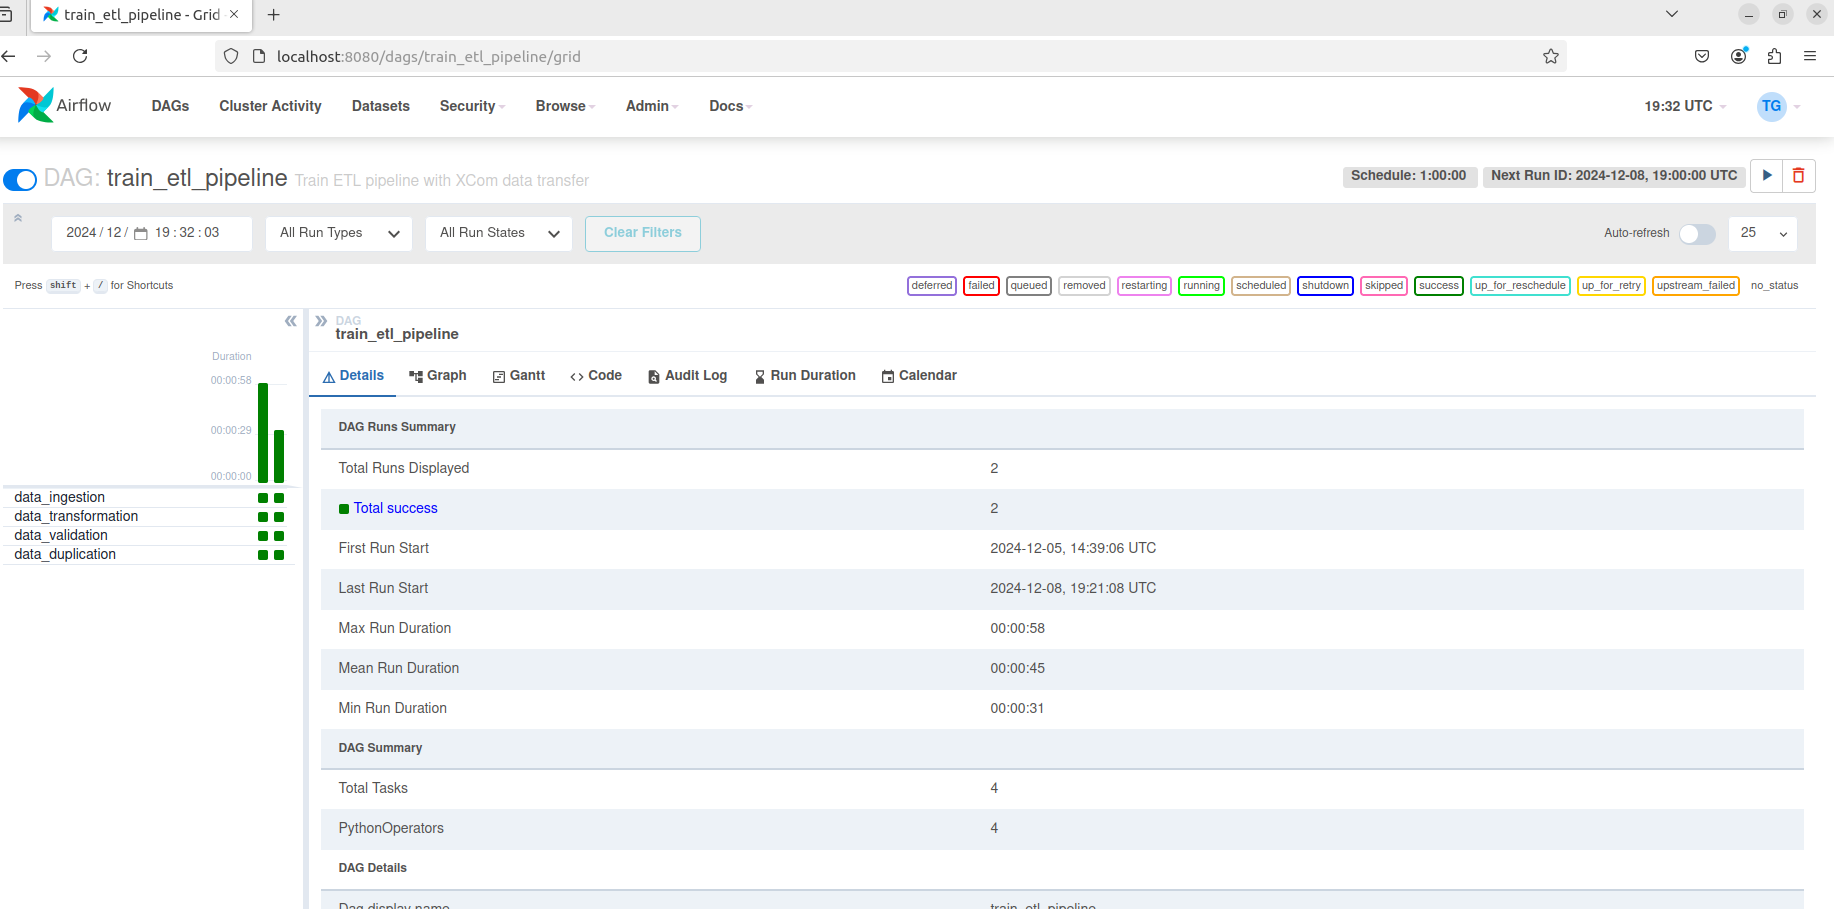 train_etl_pipeline - Grid
localhost:8080/dags/train_etl_pipeline/grid
Airflow DAGs Cluster Activity Datasets Security Browse Admin Docs 19:32 UTC TG
DAG: train_etl_pipeline Train ETL pipeline with XCom data transfer Schedule: 1:00:00 Next Run ID: 2024-12-08, 19:00:00 UTC
2024 / 12 / 19 : 32 : 03 All Run Types All Run States Clear Filters Auto-refresh 25
Press shift + / for Shortcuts deferred failed queued removed restarting running scheduled shutdown skipped success up_for_reschedule up_for_retry upstream_failed no_status
DAG
train_etl_pipeline
Duration
00:00:58
00:00:29
00:00:00
data_ingestion
data_transformation
data_validation
data_duplication
Details Graph Gantt Code Audit Log Run Duration Calendar
DAG Runs Summary
Total Runs Displayed 2
Total success 2
First Run Start 2024-12-05, 14:39:06 UTC
Last Run Start 2024-12-08, 19:21:08 UTC
Max Run Duration 00:00:58
Mean Run Duration 00:00:45
Min Run Duration 00:00:31
DAG Summary
Total Tasks 4
PythonOperators 4
DAG Details
Dag display name train_etl_pipeline